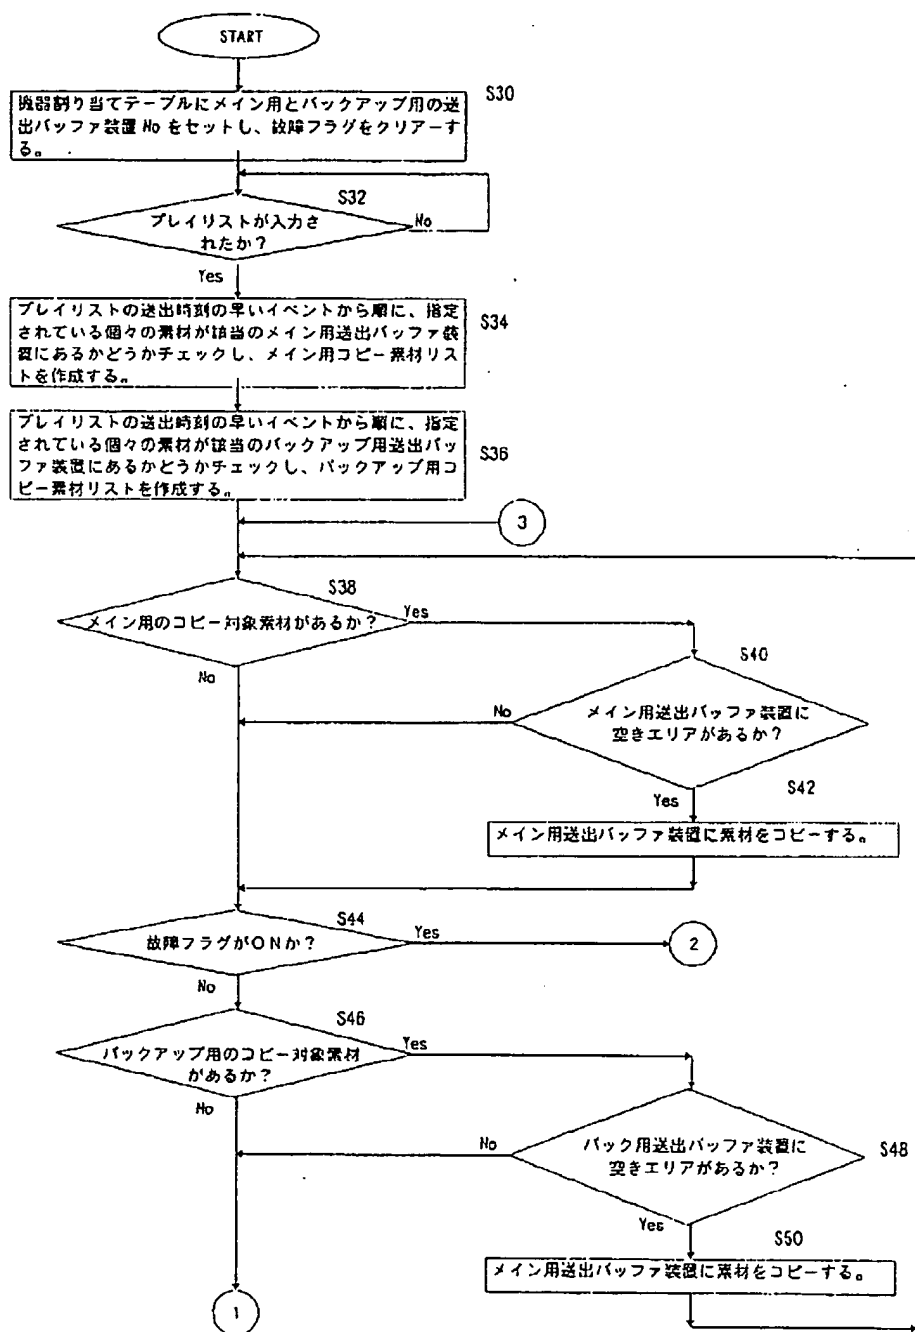 START
S30
機器割り当てテーブルにメイン用とバックアップ用の送
出バッファ装置Noをセットし、故障フラグをクリアーす
る。
S32
プレイリストが入力さ
れたか？
No
Yes
プレイリストの送出時刻の早いイベントから順に、指定
されている個々の素材が該当のメイン用送出バッファ装
置にあるかどうかチェックし、メイン用コピー素材リス
トを作成する。
S34
プレイリストの送出時刻の早いイベントから順に、指定
されている個々の素材が該当のバックアップ用送出バッ
ファ装置にあるかどうかチェックし、バックアップ用コ
ピー素材リストを作成する。
S36
3
S38
メイン用のコピー対象素材があるか？
Yes
No
S40
メイン用送出バッファ装置に
空きエリアがあるか？
No
Yes
S42
メイン用送出バッファ装置に素材をコピーする。
S44
故障フラグがONか？
Yes
2
No
S46
バックアップ用のコピー対象素材
があるか？
Yes
No
S48
バック用送出バッファ装置に
空きエリアがあるか？
No
Yes
S50
メイン用送出バッファ装置に素材をコピーする。
1